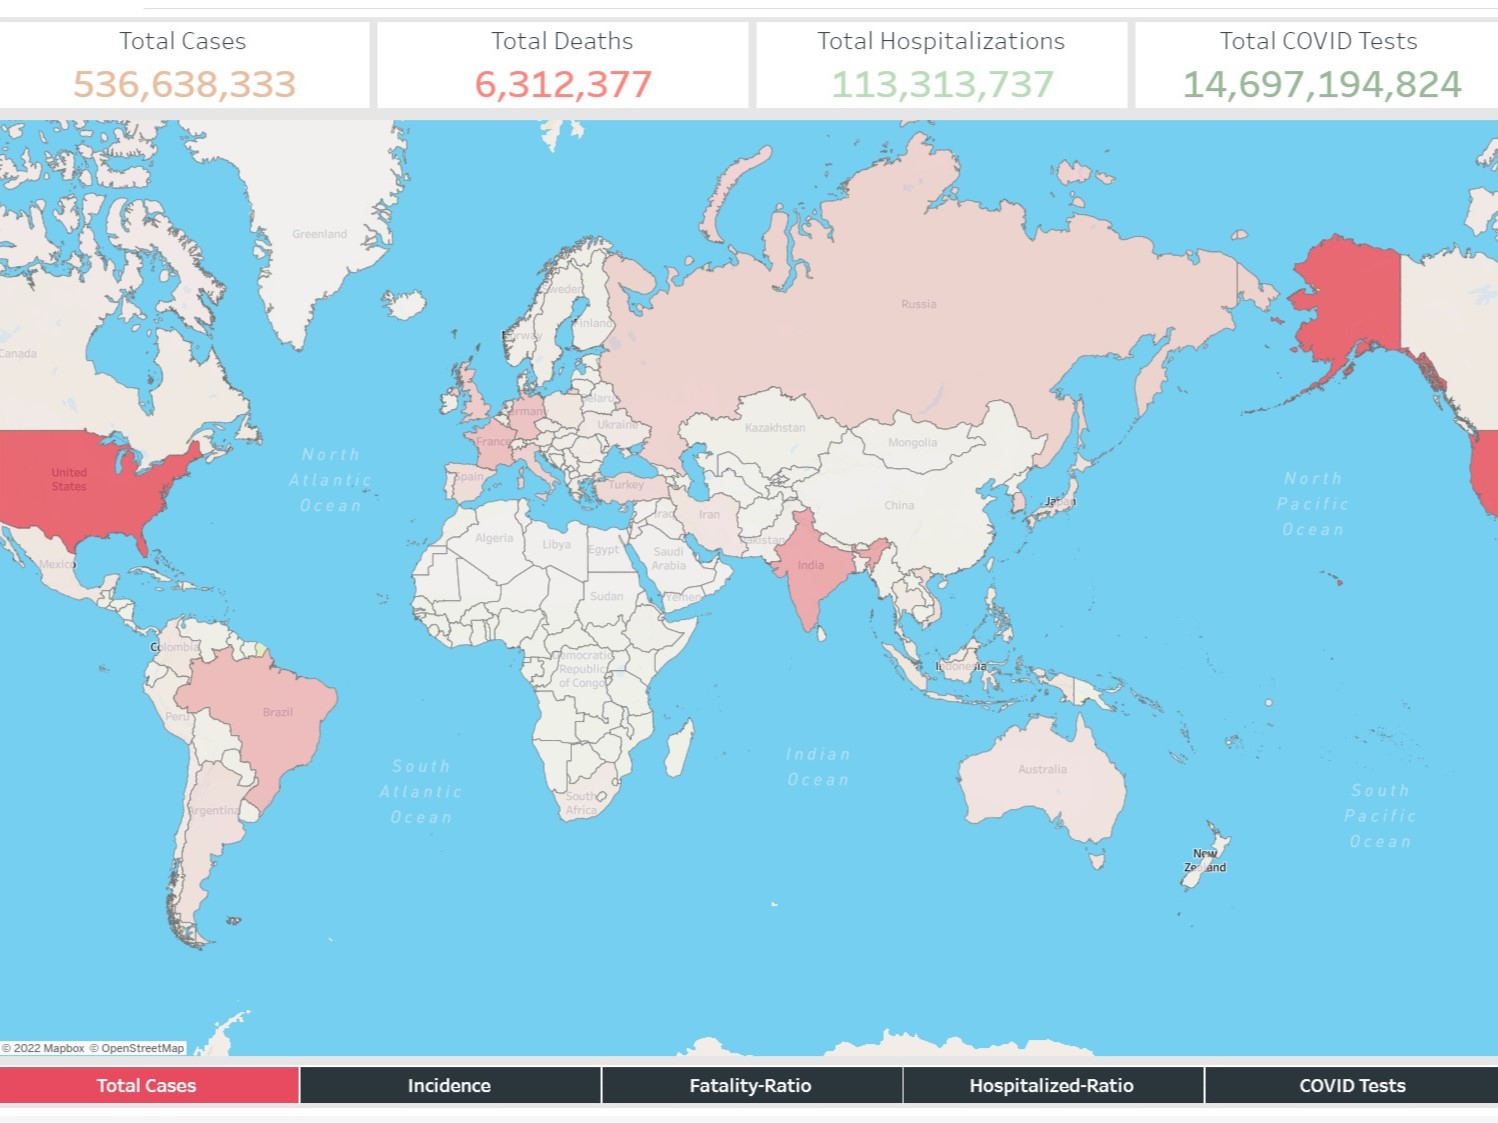 Total Cases
536,638,333
Total Deaths
6,312,377
Total Hospitalizations
113,313,737
Total COVID Tests
14,697,194,824
Greenland
Canada
United
States
Mexico
North
Atlantic
Ocean
Sweden
Finland
Norway
Belarus
Germany
Ukraine
France
Spain
Turkey
Russia
Kazakhstan
Mongolia
China
Japan
Iraq
Iran
Pakistan
India
Algeria
Libya
Egypt
Saudi
Arabia
Sudan
Yemen
North
Pacific
Ocean
Colombia
Brazil
Peru
Argentina
Democratic
Republic
of Congo
South
Africa
Indonesia
South
Atlantic
Ocean
Indian
Ocean
Australia
New
Zealand
South
Pacific
Ocean
© 2022 Mapbox © OpenStreetMap
Total Cases
Incidence
Fatality-Ratio
Hospitalized-Ratio
COVID Tests